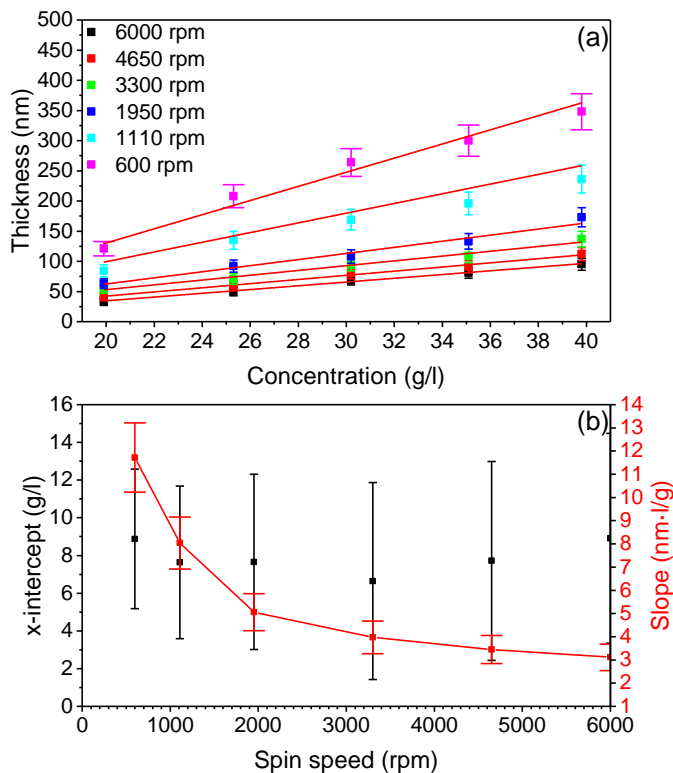 (a)
6000 rpm
4650 rpm
3300 rpm
1950 rpm
1110 rpm
600 rpm
500
450
400
350
300
250
200
150
100
50
0
Thickness (nm)
20 22 24 26 28 30 32 34 36 38 40
Concentration (g/l)
(b)
16
14
12
10
8
6
4
2
0
x-intercept (g/l)
14
13
12
11
10
9
8
7
6
5
4
3
2
1
Slope (nm·l/g)
0 1000 2000 3000 4000 5000 6000
Spin speed (rpm)